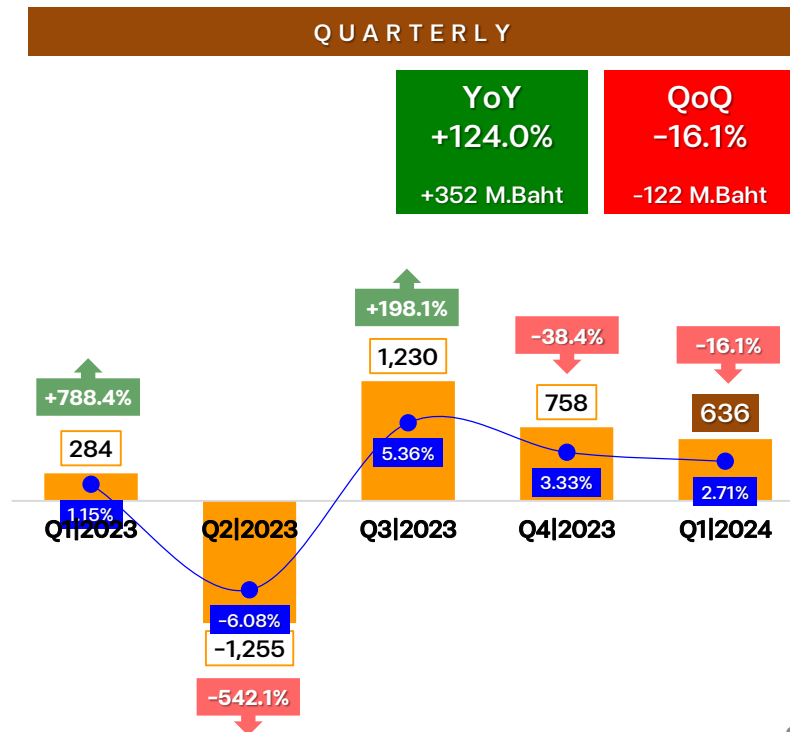 QUARTERLY
YoY
+124.0%
+352 M.Baht
QoQ
-16.1%
-122 M.Baht
+788.4%
284
1.15%
Q1|2023
Q2|2023
-6.08%
-1,255
-542.1%
+198.1%
1,230
5.36%
Q3|2023
-38.4%
758
3.33%
Q4|2023
-16.1%
636
2.71%
Q1|2024